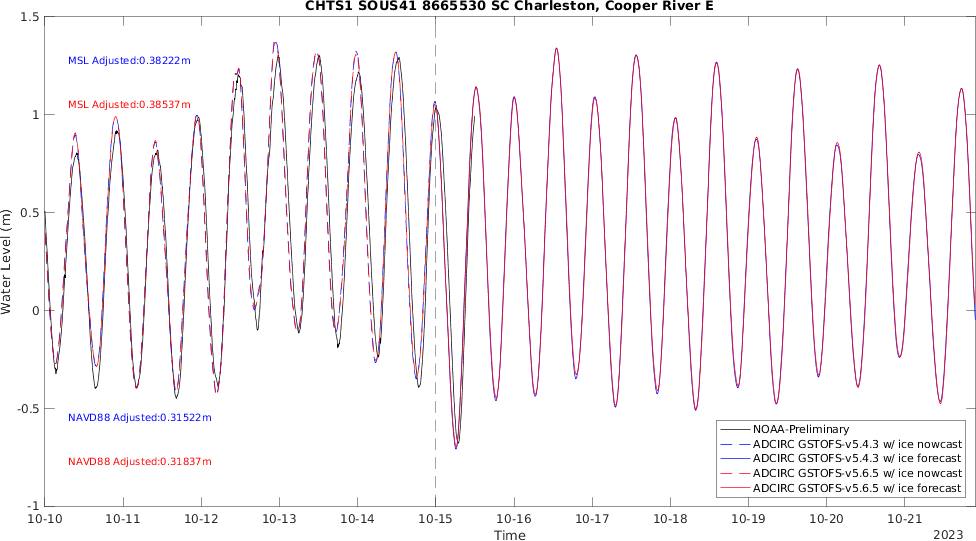 CHTS1 SOUS41 8665530 SC Charleston, Cooper River E
1.5
MSL Adjusted:0.38222m
MSL Adjusted:0.38537m
1
0.5
Water Level (m)
0
-0.5
NAVD88 Adjusted:0.31522m
NAVD88 Adjusted:0.31837m
NOAA-Preliminary
ADCIRC GSTOFS-v5.4.3 w/ ice nowcast
ADCIRC GSTOFS-v5.4.3 w/ ice forecast
ADCIRC GSTOFS-v5.6.5 w/ ice nowcast
ADCIRC GSTOFS-v5.6.5 w/ ice forecast
-1
10-10 10-11 10-12 10-13 10-14 10-15 10-16 10-17 10-18 10-19 10-20 10-21
Time
2023